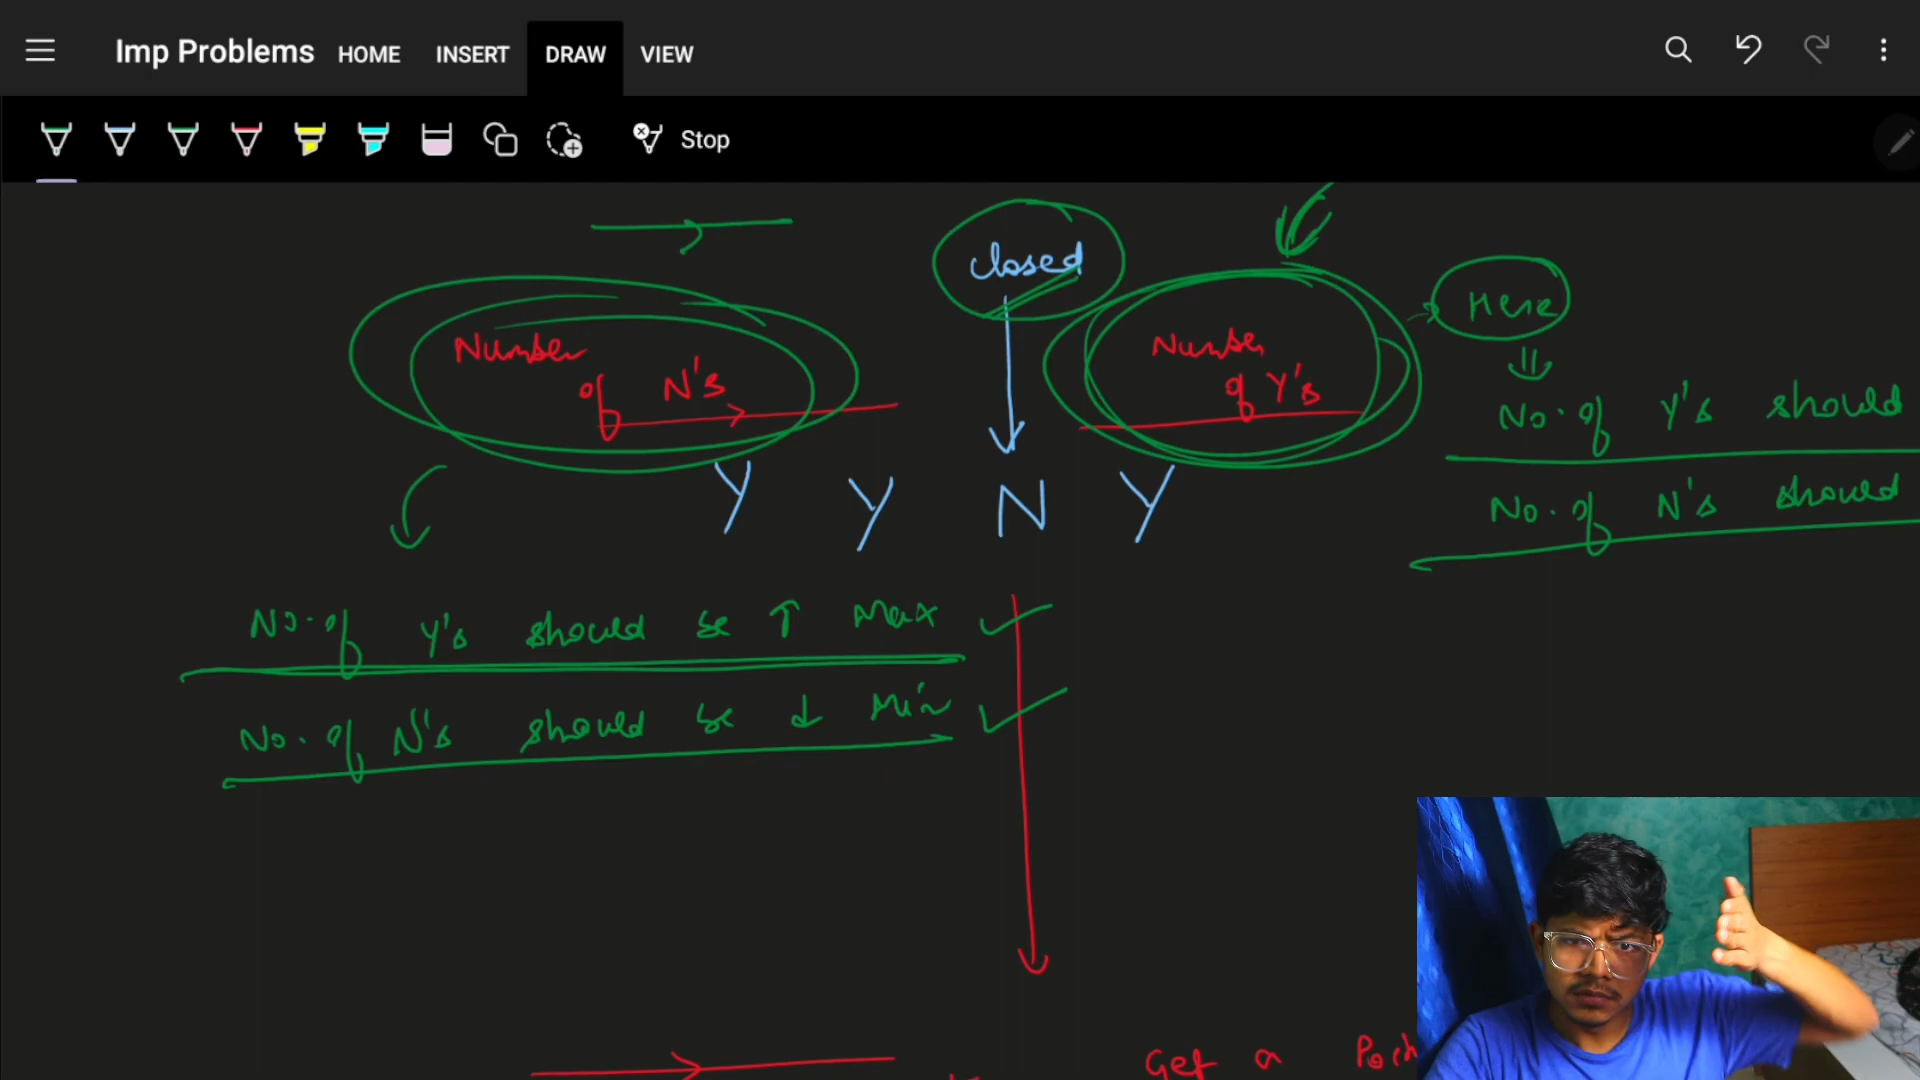 Imp Problems HOME INSERT DRAW VIEW
Stop
closed
Here
Number
of N's
Number
of Y's
No. of Y's should
No. of N's should
Y Y N Y
No. of Y's should be ↑ Max
No. of N's should be ↓ Min
Get a